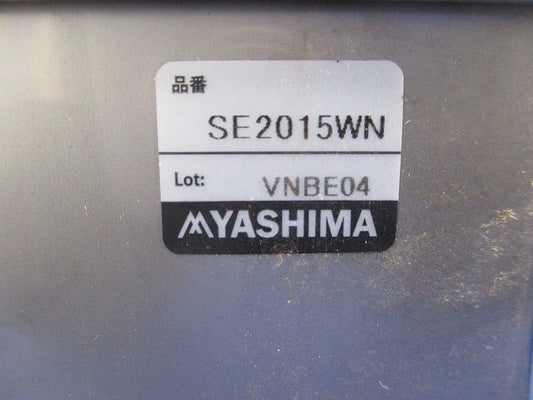 品番
SE2015WN
Lot: VNBE04
YASHIMA